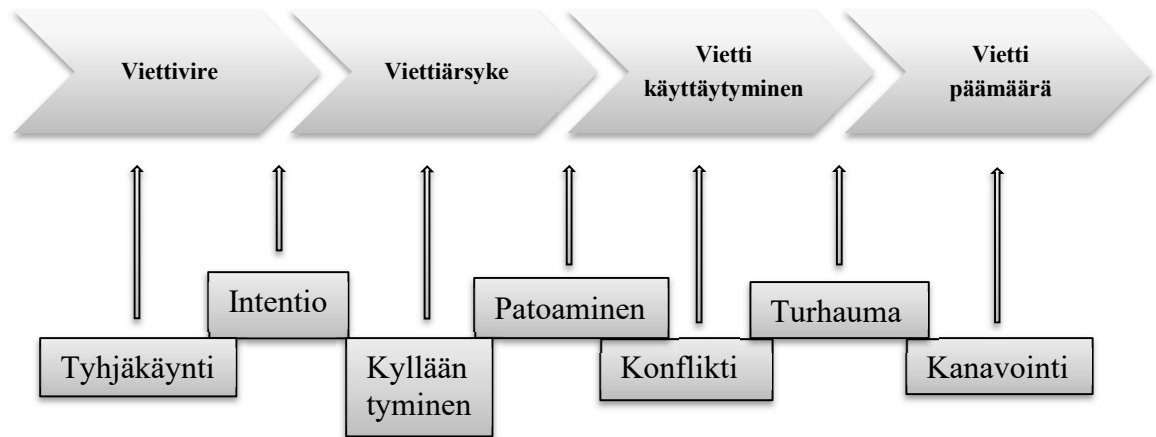 Viettivire
Viettiärsyke
Vietti
käyttäytyminen
Vietti
päämäärä
Intentio
Patoaminen
Turhauma
Tyhjäkäynti
Kyllään
tyminen
Konflikti
Kanavointi